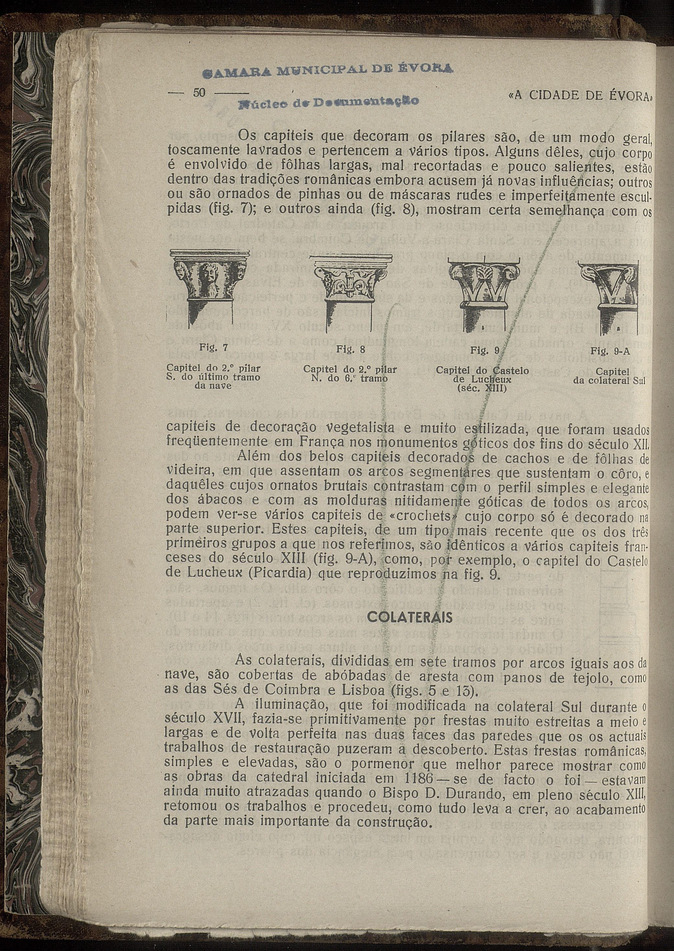 CAMARA MUNICIPAL DE ÉVORA
— 50 —
Núcleo de Documentação
«A CIDADE DE ÉVORA»
Os capiteis que decoram os pilares são, de um modo geral,
toscamente lavrados e pertencem a vários tipos. Alguns dêles, cujo corpo
é envolvido de fôlhas largas, mal recortadas e pouco salientes, estão
dentro das tradições românicas embora acusem já novas influências; outros
ou são ornados de pinhas ou de máscaras rudes e imperfeitamente escul-
pidas (fig. 7); e outros ainda (fig. 8), mostram certa semelhança com os
Fig. 7
Capitel do 2.º pilar
S. do último tramo
da nave
Fig. 8
Capitel do 2.º pilar
N. do 6.º tramo
Fig. 9
Capitel do Castelo
de Lucheux
(séc. XIII)
Fig. 9-A
Capitel
da colateral Sul
capiteis de decoração vegetalista e muito estilizada, que foram usados
freqüentemente em França nos monumentos góticos dos fins do século XII.
Além dos belos capiteis decorados de cachos e de fôlhas de
videira, em que assentam os arcos segmentares que sustentam o côro, e
daquêles cujos ornatos brutais contrastam com o perfil simples e elegante
dos ábacos e com as molduras nitidamente góticas de todos os arcos,
podem ver-se vários capiteis de «crochets» cujo corpo só é decorado na
parte superior. Estes capiteis, de um tipo mais recente que os dos três
primeiros grupos a que nos referimos, são idênticos a vários capiteis fran-
ceses do século XIII (fig. 9-A), como, por exemplo, o capitel do Castelo
de Lucheux (Picardia) que reproduzimos na fig. 9.
COLATERAIS
As colaterais, divididas em sete tramos por arcos iguais aos da
nave, são cobertas de abóbadas de aresta com panos de tejolo, como
as das Sés de Coimbra e Lisboa (figs. 5 e 13).
A iluminação, que foi modificada na colateral Sul durante o
século XVII, fazia-se primitivamente por frestas muito estreitas a meio e
largas e de volta perfeita nas duas faces das paredes que os os actuais
trabalhos de restauração puzeram a descoberto. Estas frestas românicas,
simples e elevadas, são o pormenor que melhor parece mostrar como
as obras da catedral iniciada em 1186 — se de facto o foi — estavam
ainda muito atrazadas quando o Bispo D. Durando, em pleno século XIII,
retomou os trabalhos e procedeu, como tudo leva a crer, ao acabamento
da parte mais importante da construção.